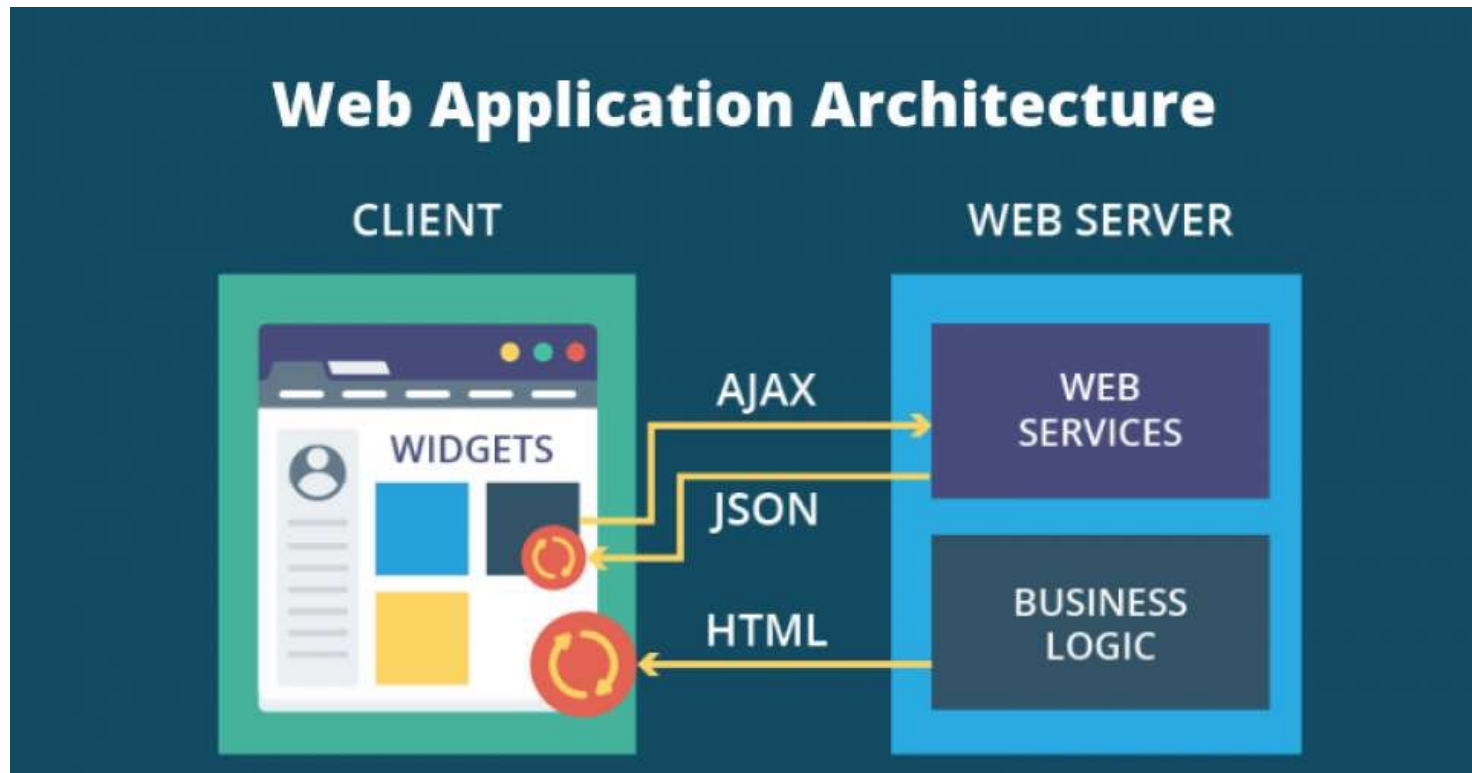 Web Application Architecture
CLIENT
WEB SERVER
WIDGETS
AJAX
JSON
HTML
WEB
SERVICES
BUSINESS
LOGIC